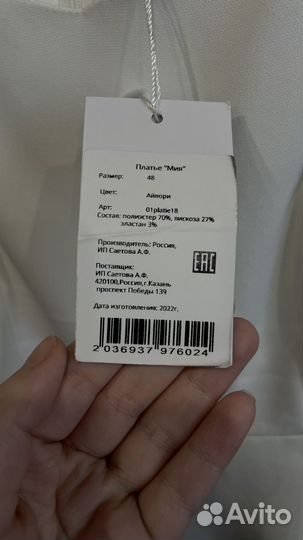 Платье "Мия"
Размер: 48
Цвет: Айвори
Арт: 01platie18
Состав: полиэстер 70%, вискоза 27%
эластан 3%
Производитель: Россия,
ИП Саетова А.Ф.
EAC
Поставщик:
ИП Саетова А.Ф.
420100,Россия,г.Казань
проспект Победы 139
Дата изготовления: 2022г,
2 036937 976024
Avito